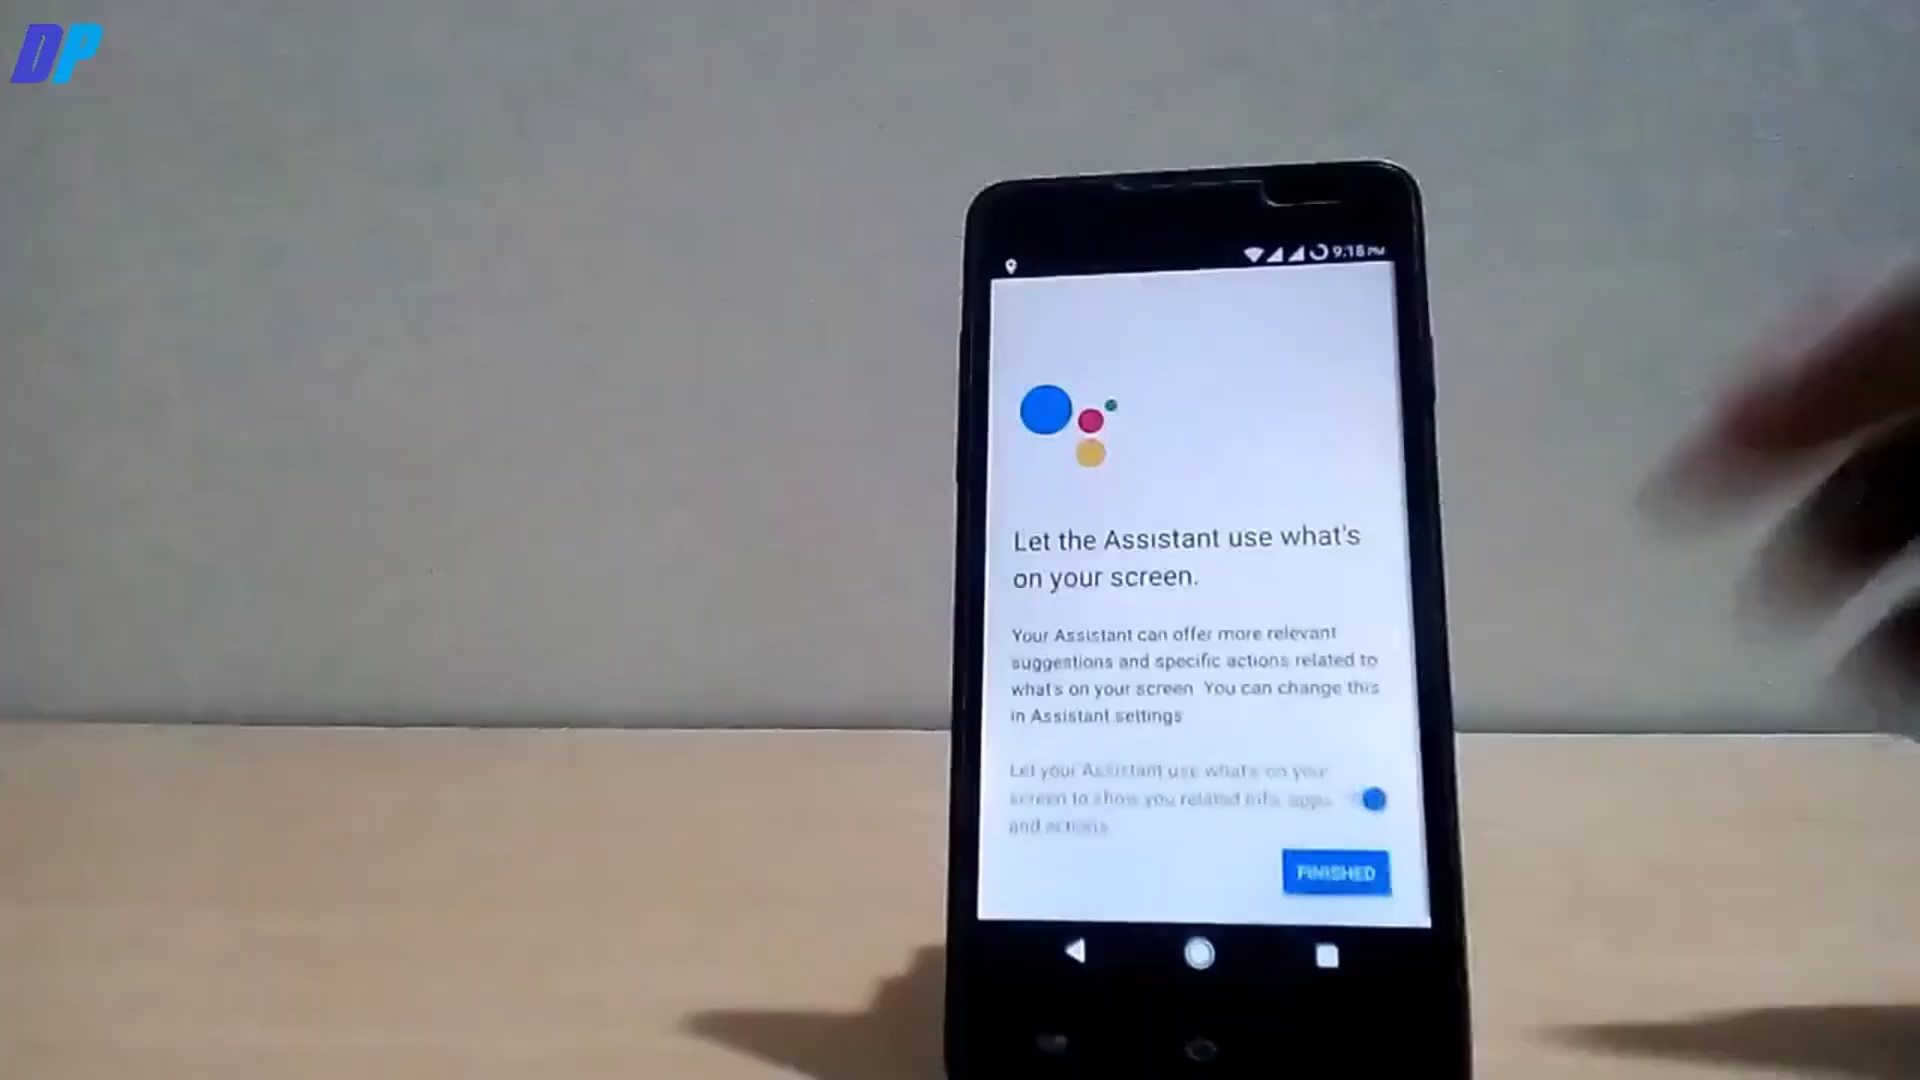 DP
9:18 PM
Let the Assistant use what's
on your screen.
Your Assistant can offer more relevant
suggestions and specific actions related to
what's on your screen. You can change this
in Assistant settings
Let your Assistant use what's on your
screen to show you related info, apps
and actions
FINISHED